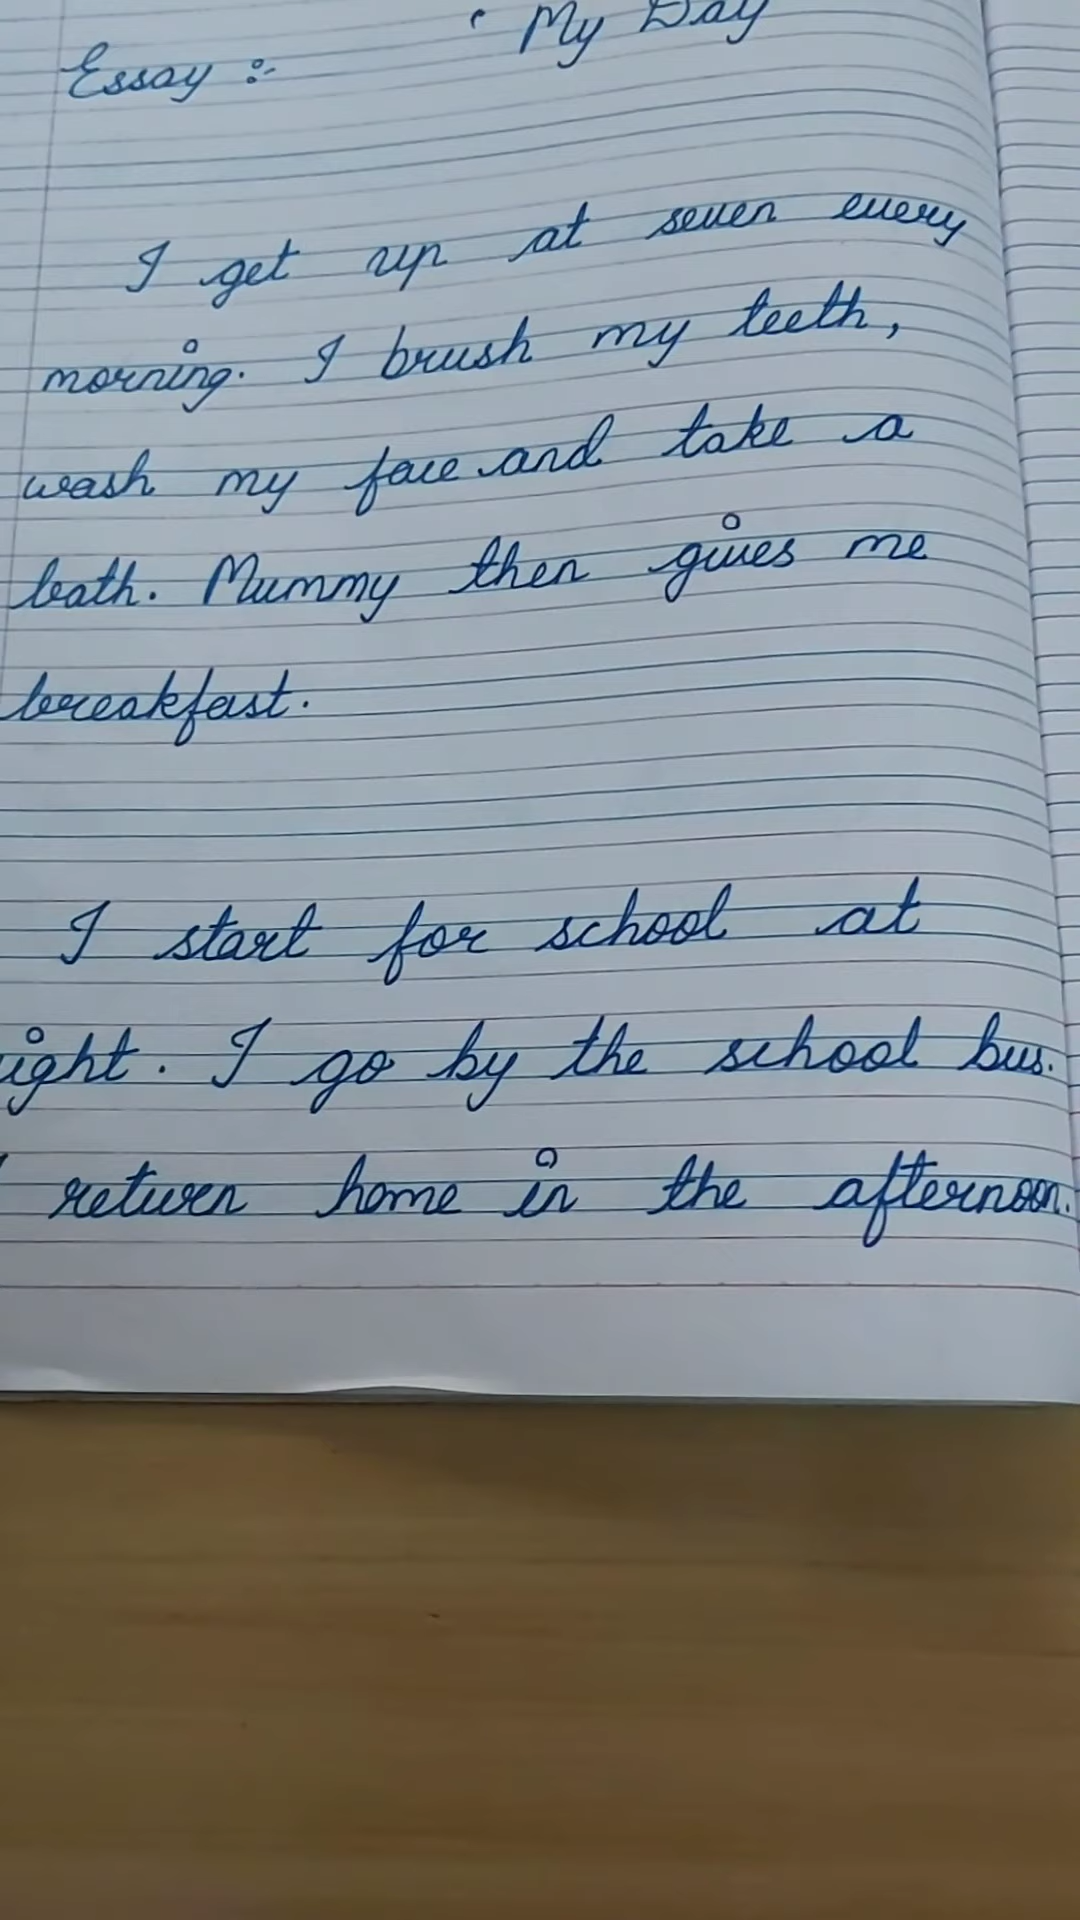 Essay :- ' My Day
I get up at seven every
morning. I brush my teeth,
wash my face and take a
bath. Mummy then gives me
breakfast.
I start for school at
ight. I go by the school bus.
return home in the afternoon.